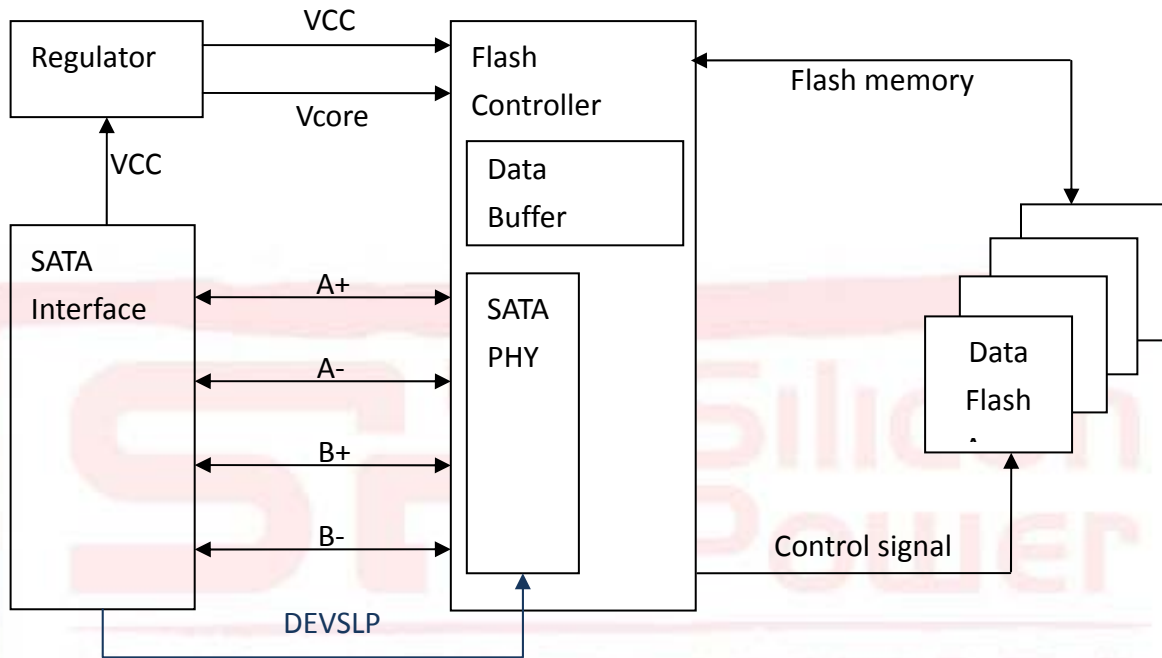 VCC
Regulator
Flash
Controller
Vcore
Flash memory
VCC
Data
Buffer
SATA
Interface
A+
SATA
PHY
A-
B+
B-
Data
Flash
Control signal
DEVSLP
Silicon
Power